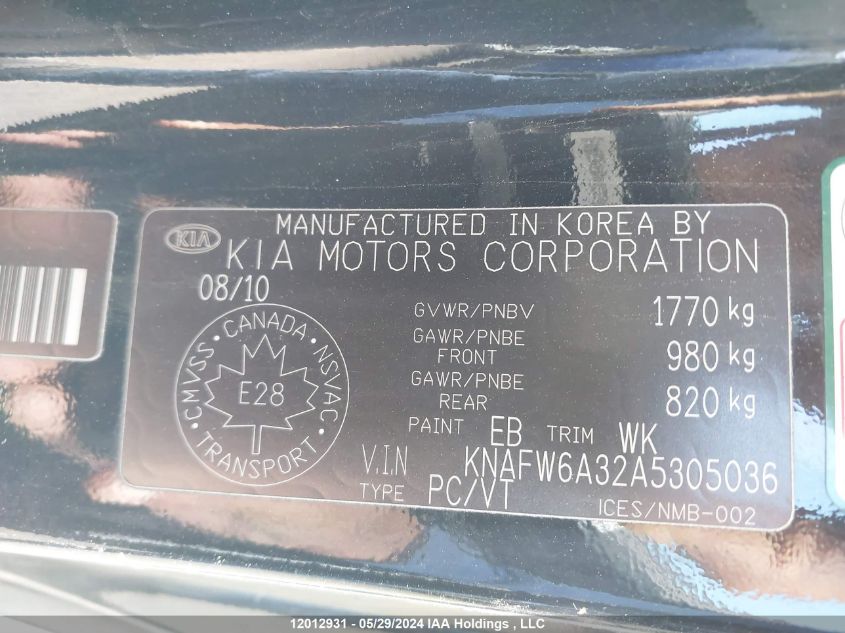 MANUFACTURED IN KOREA BY
KIA KIA MOTORS CORPORATION
08/10
GVWR/PNBV 1770 kg
GAWR/PNBE FRONT 980 kg
GAWR/PNBE REAR 820 kg
CANADA · NSVAC · TRANSPORT · CMVSS ·
E28
PAINT EB TRIM WK
V.I.N KNAFW6A32A5305036
TYPE PC/VT
ICES/NMB-002
12012931 - 05/29/2024 IAA Holdings , LLC